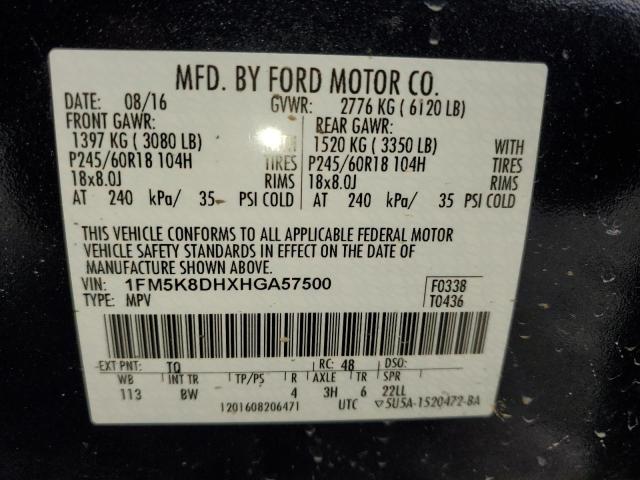 MFD. BY FORD MOTOR CO.
DATE: 08/16 GVWR: 2776 KG ( 6120 LB)
FRONT GAWR: REAR GAWR:
1397 KG ( 3080 LB) WITH 1520 KG ( 3350 LB) WITH
P245/60R18 104H TIRES P245/60R18 104H TIRES
18x8.0J RIMS 18x8.0J RIMS
AT 240 kPa/ 35 PSI COLD AT 240 kPa/ 35 PSI COLD
THIS VEHICLE CONFORMS TO ALL APPLICABLE FEDERAL MOTOR
VEHICLE SAFETY STANDARDS IN EFFECT ON THE DATE OF
MANUFACTURE SHOWN ABOVE.
VIN: 1FM5K8DHXHGA57500 F0338
TYPE: MPV T0436
EXT PNT: TQ RC: 48 DSO:
WB INT TR TP/PS R AXLE TR SPR
113 BW 4 3H 6 22LL
1201608206471 UTC ▽5U5A-1520472-BA